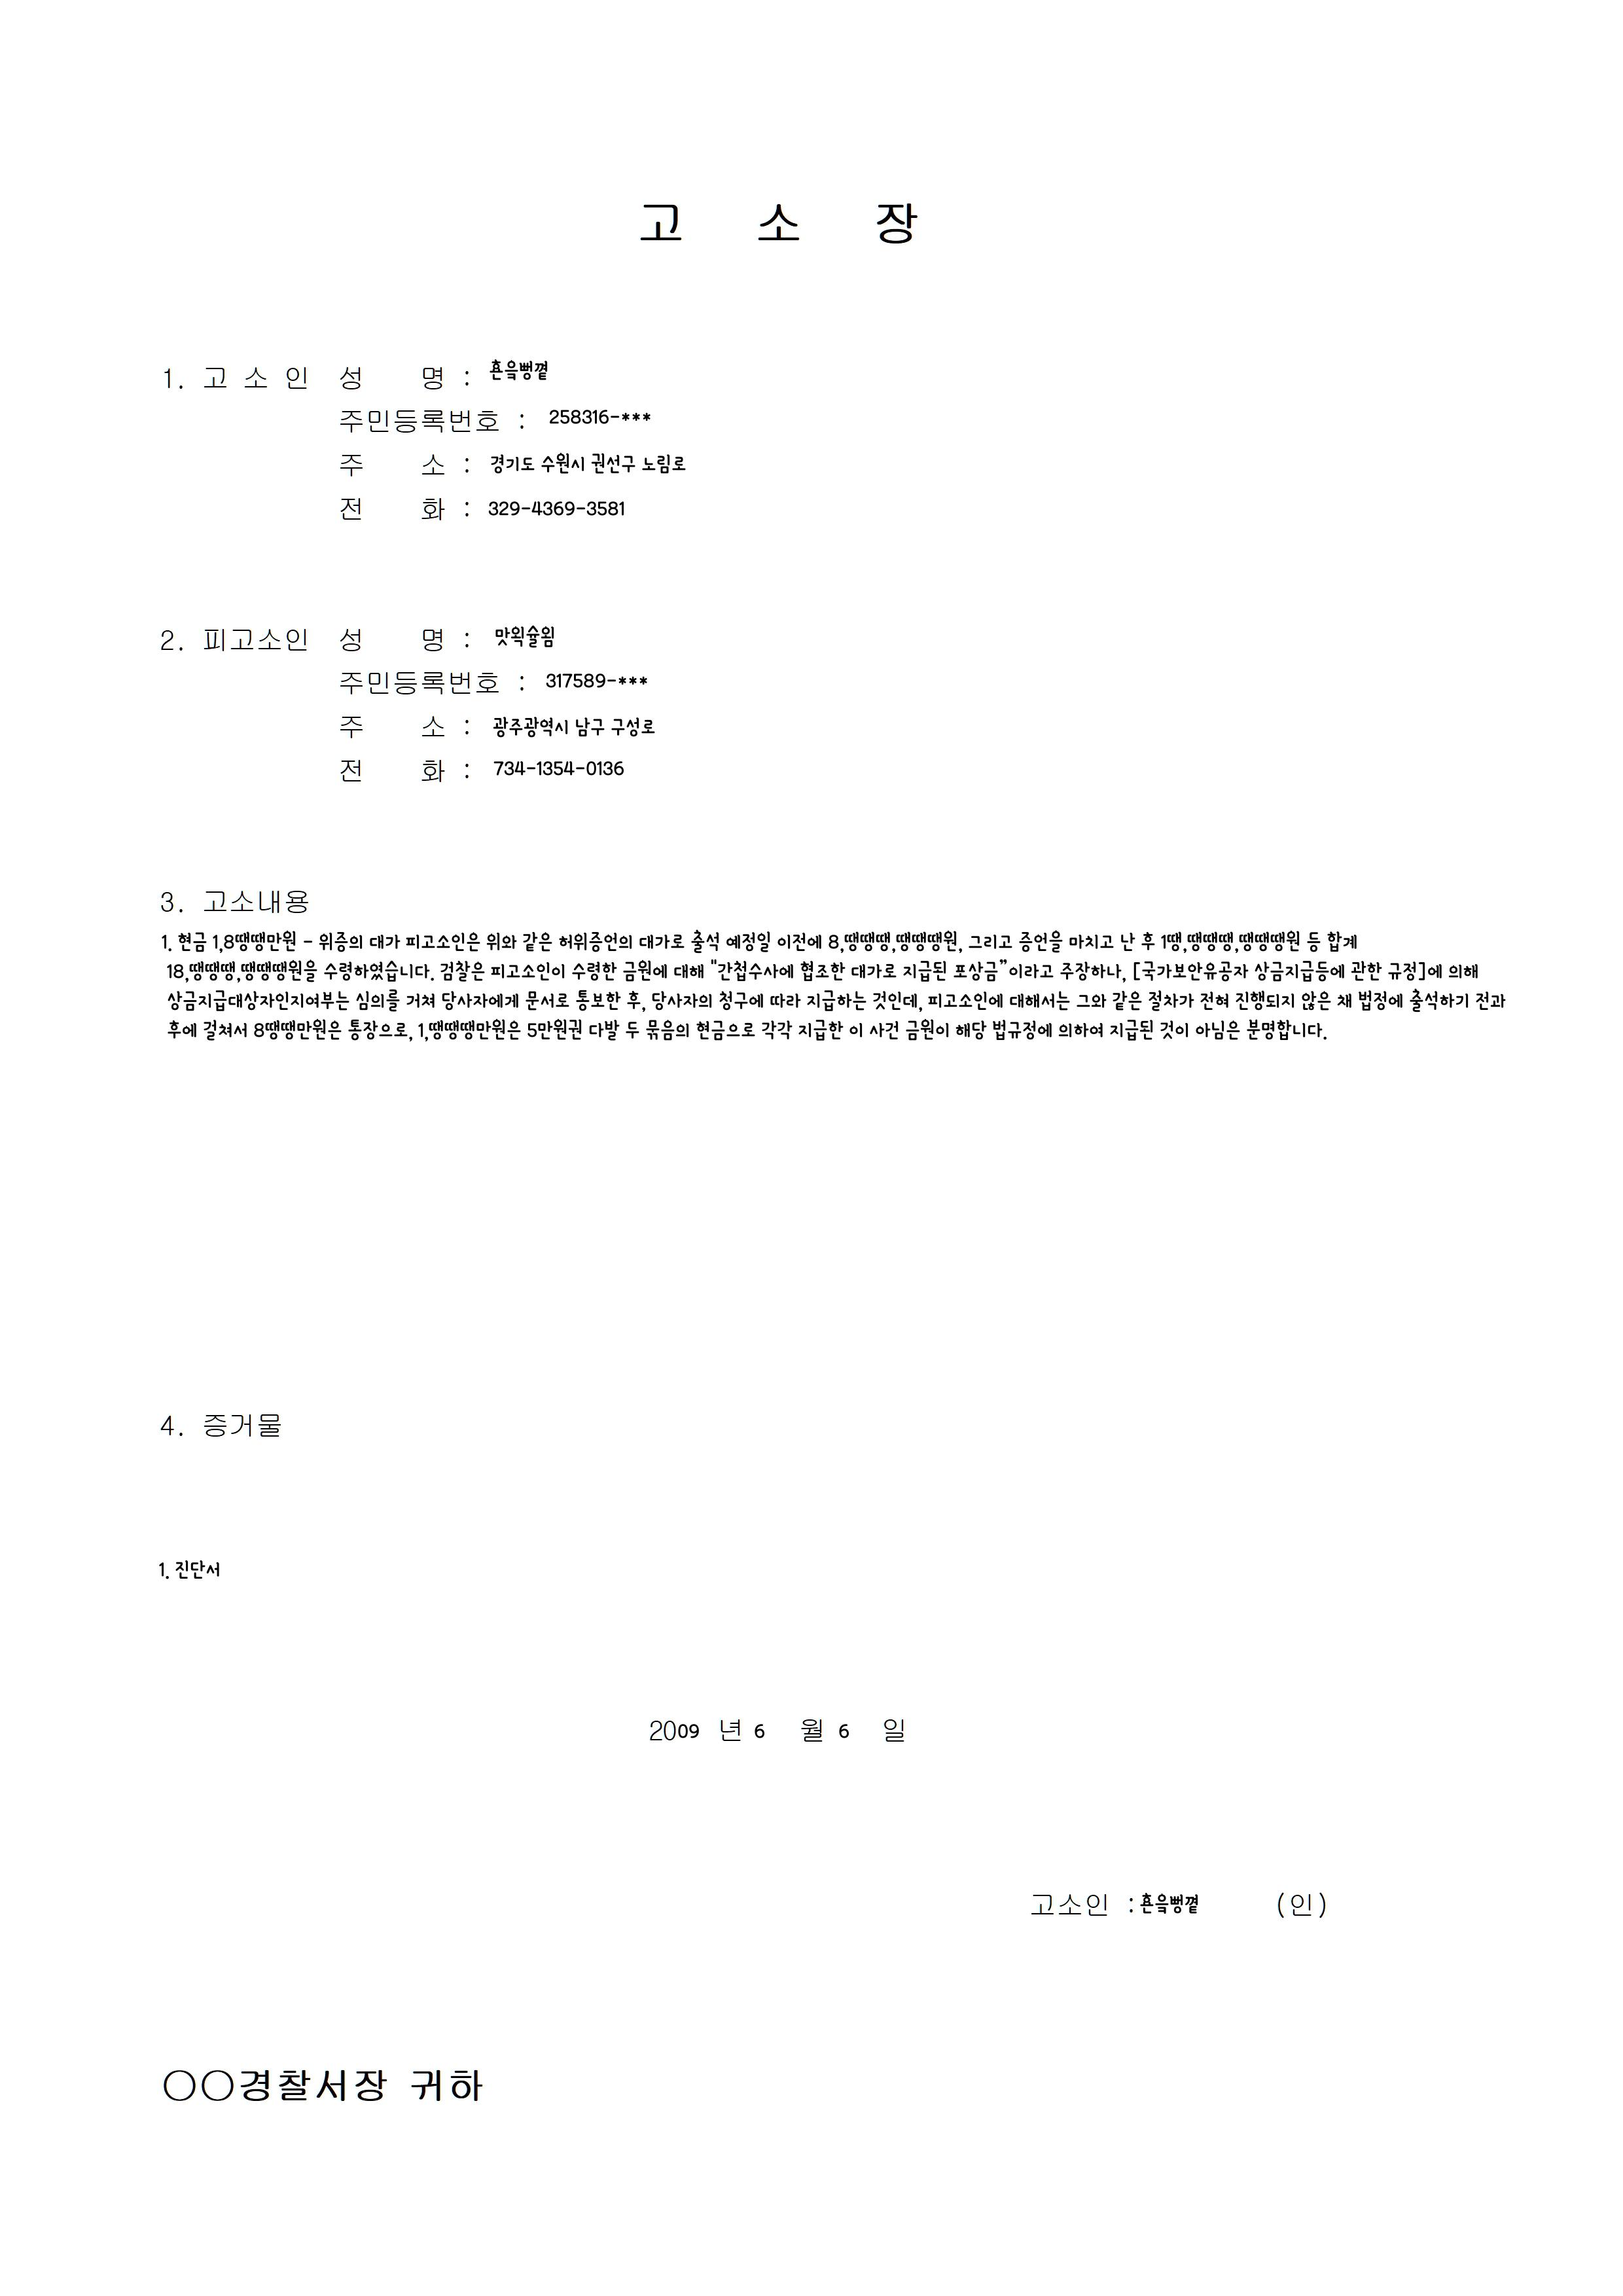 고 소 장
1. 고 소 인 성 명 : 횬읔뻥꼍
주민등록번호 : 258316-***
주 소 : 경기도 수원시 권선구 노림로
전 화 : 329-4369-3581
2. 피고소인 성 명 : 맛윅슐욈
주민등록번호 : 317589-***
주 소 : 광주광역시 남구 구성로
전 화 : 734-1354-0136
3. 고소내용
1. 현금 1,8땡땡만원 - 위증의 대가 피고소인은 위와 같은 허위증언의 대가로 출석 예정일 이전에 8,땡땡땡,땡땡땡원, 그리고 증언을 마치고 난 후 1땡,땡땡땡,땡땡땡원 등 합계
18,땡땡땡,땡땡땡원을 수령하였습니다. 검찰은 피고소인이 수령한 금원에 대해 "간첩수사에 협조한 대가로 지급된 포상금”이라고 주장하나, [국가보안유공자 상금지급등에 관한 규정]에 의해
상금지급대상자인지여부는 심의를 거쳐 당사자에게 문서로 통보한 후, 당사자의 청구에 따라 지급하는 것인데, 피고소인에 대해서는 그와 같은 절차가 전혀 진행되지 않은 채 법정에 출석하기 전과
후에 걸쳐서 8땡땡만원은 통장으로, 1,땡땡땡만원은 5만원권 다발 두 묶음의 현금으로 각각 지급한 이 사건 금원이 해당 법규정에 의하여 지급된 것이 아님은 분명합니다.
4. 증거물
1. 진단서
2009 년 6 월 6 일
고소인 : 횬읔뻥꼍 (인)
○○경찰서장 귀하